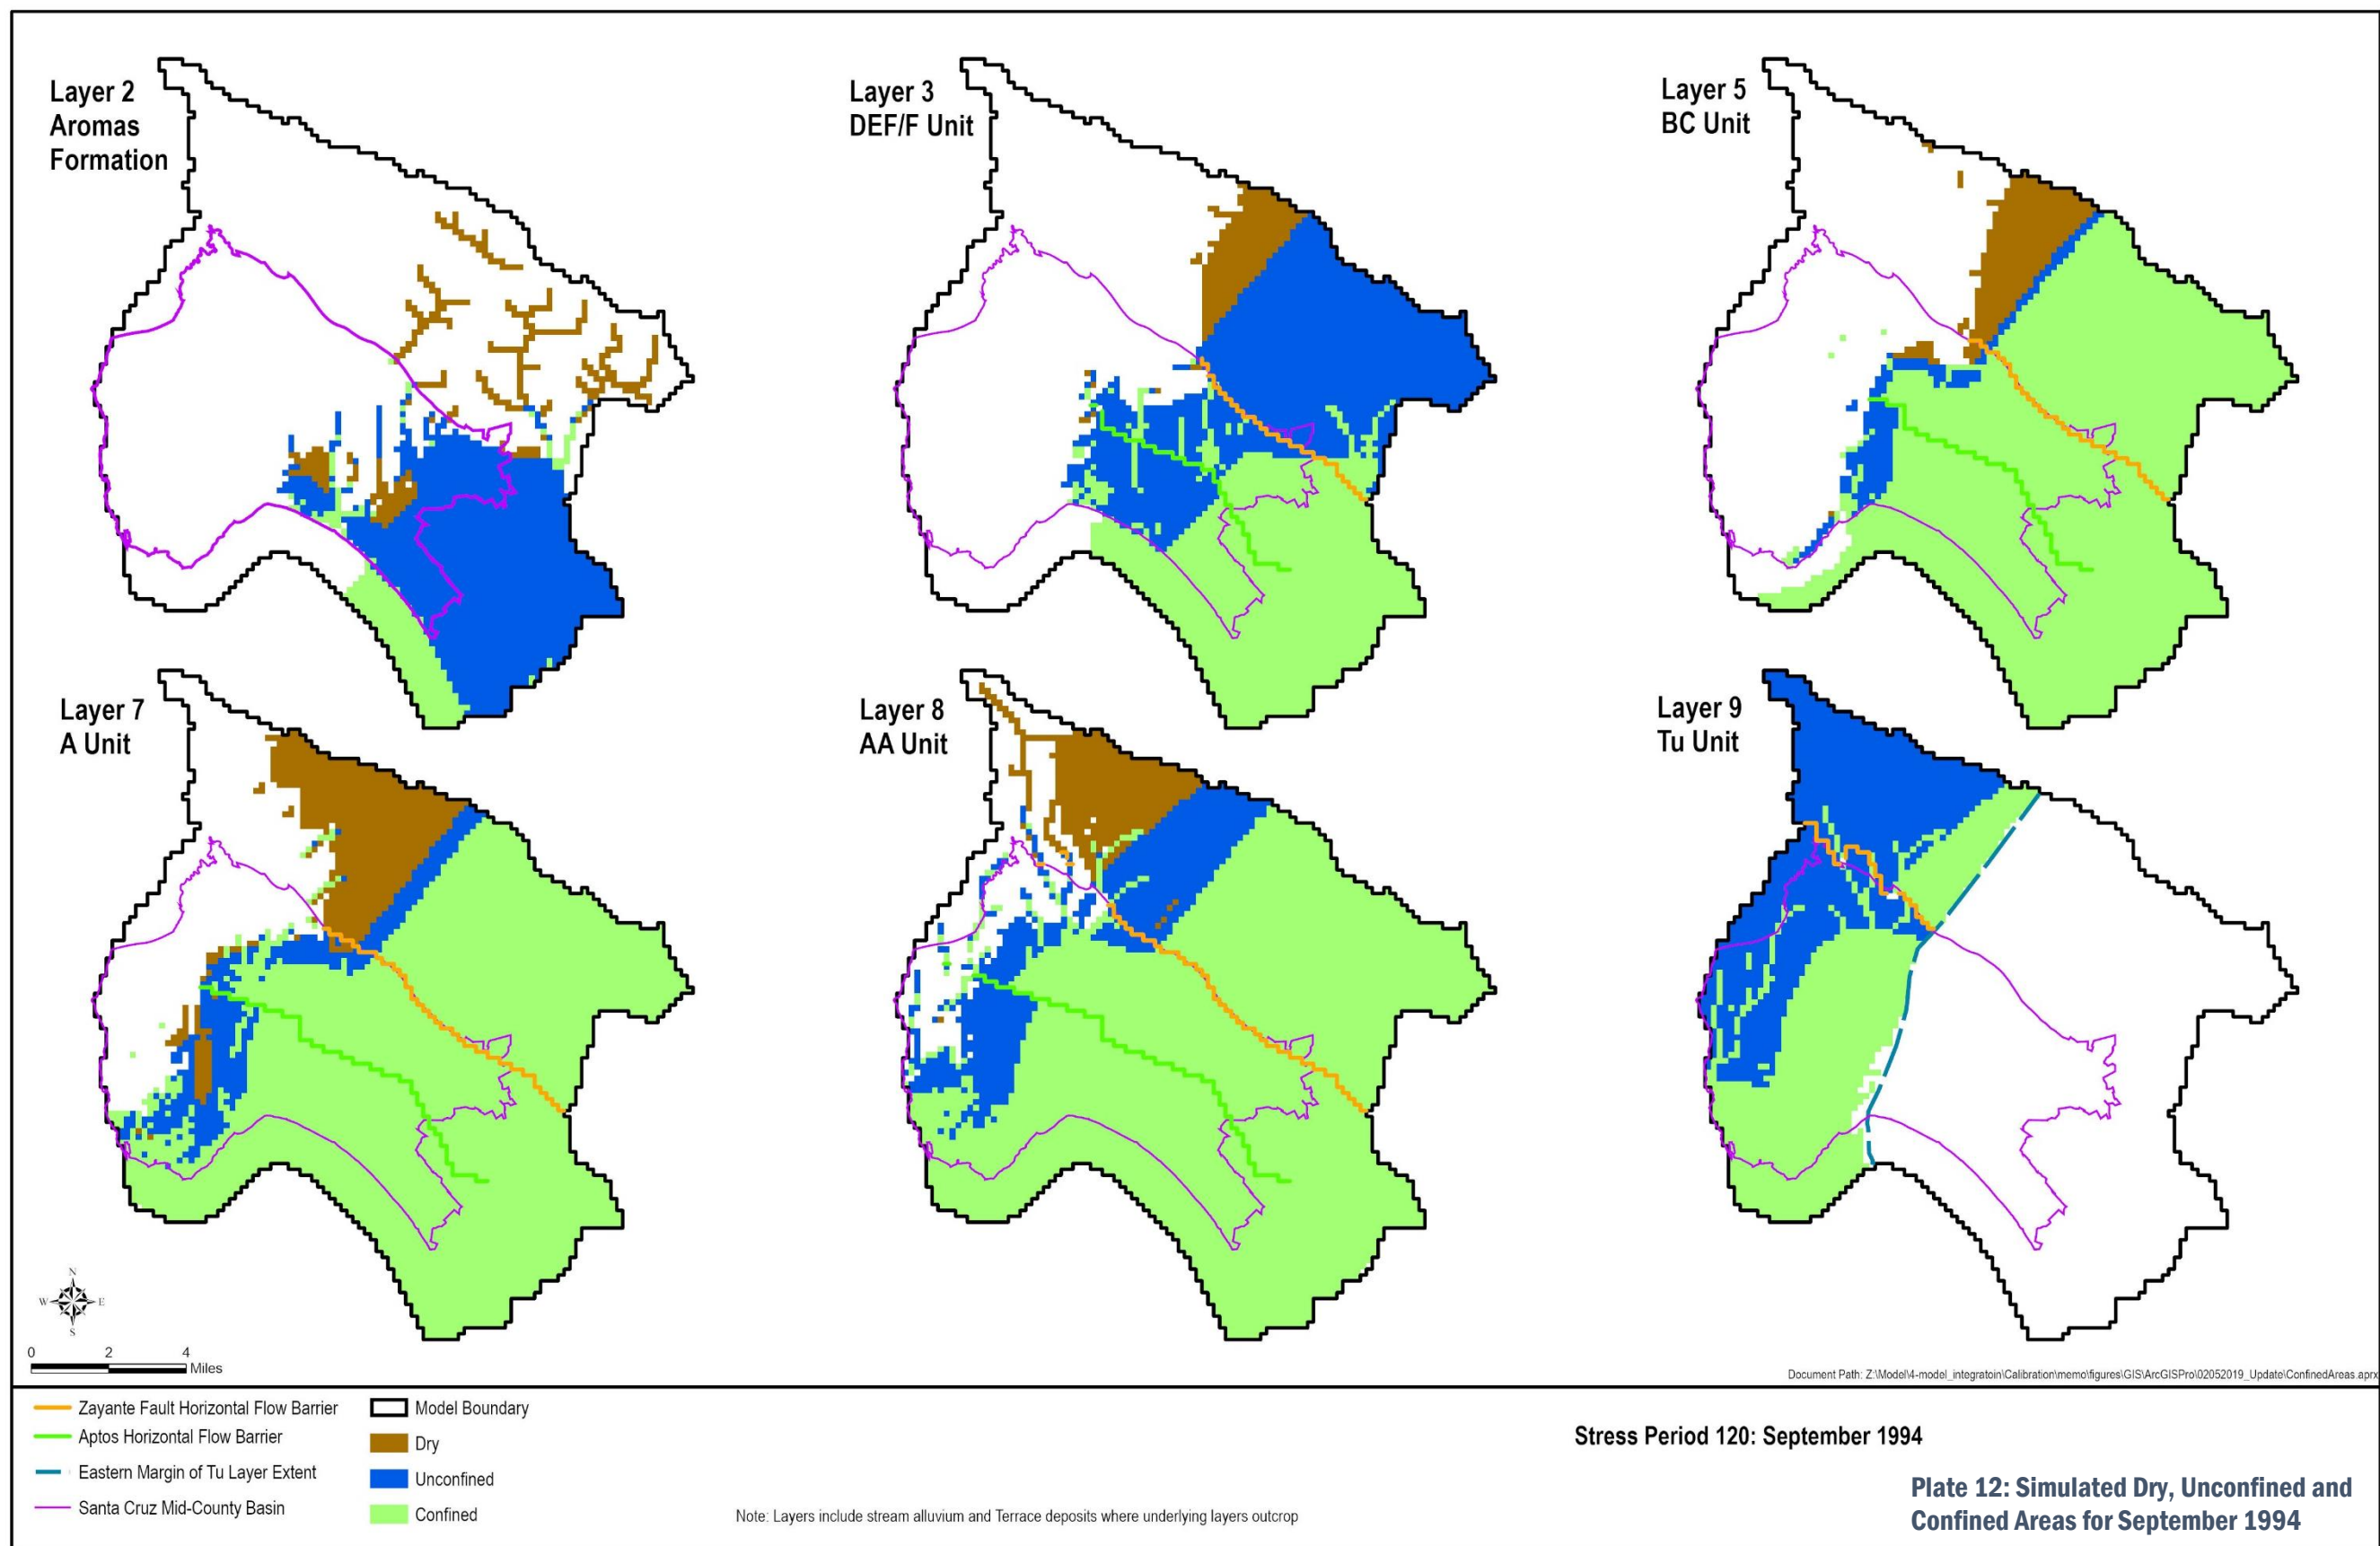 Layer 2
Aromas
Formation
Layer 3
DEF/F Unit
Layer 5
BC Unit
Layer 7
A Unit
Layer 8
AA Unit
Layer 9
Tu Unit
N
W E
S
0 2 4
Miles
Document Path: Z:\Model\4-model_integratoin\Calibration\memo\figures\GIS\ArcGISPro\02052019_Update\ConfinedAreas.aprx
Zayante Fault Horizontal Flow Barrier
Aptos Horizontal Flow Barrier
Eastern Margin of Tu Layer Extent
Santa Cruz Mid-County Basin
Model Boundary
Dry
Unconfined
Confined
Note: Layers include stream alluvium and Terrace deposits where underlying layers outcrop
Stress Period 120: September 1994
Plate 12: Simulated Dry, Unconfined and
Confined Areas for September 1994